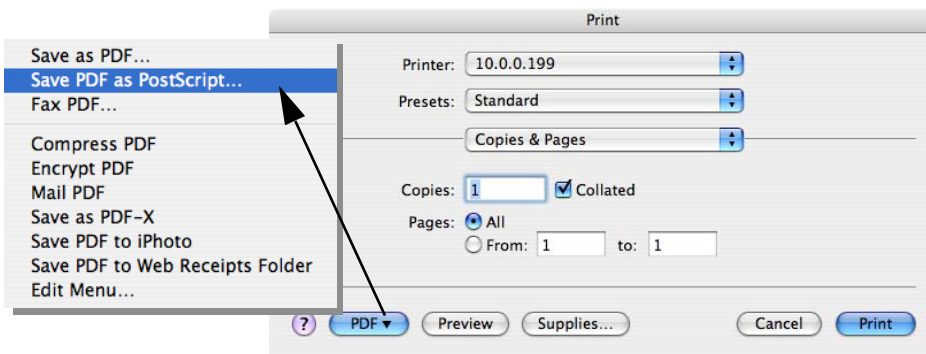 Print
Save as PDF...
Save PDF as PostScript...
Fax PDF...
Compress PDF
Encrypt PDF
Mail PDF
Save as PDF-X
Save PDF to iPhoto
Save PDF to Web Receipts Folder
Edit Menu...
Printer: 10.0.0.199
Presets: Standard
Copies & Pages
Copies: 1 Collated
Pages: All
From: 1 to: 1
? PDF ▼ Preview Supplies... Cancel Print